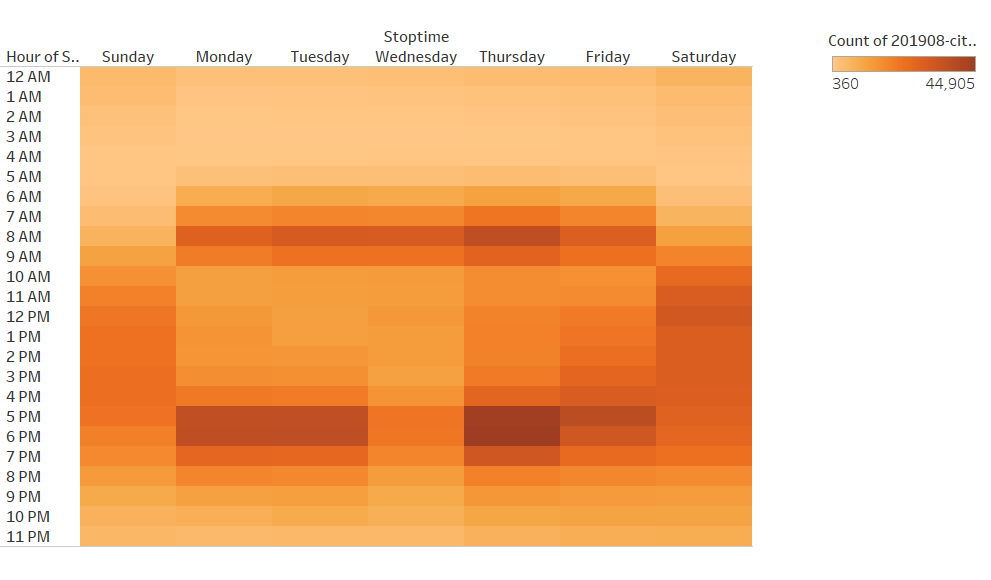 Stoptime
Hour of S.. Sunday Monday Tuesday Wednesday Thursday Friday Saturday
12 AM
1 AM
2 AM
3 AM
4 AM
5 AM
6 AM
7 AM
8 AM
9 AM
10 AM
11 AM
12 PM
1 PM
2 PM
3 PM
4 PM
5 PM
6 PM
7 PM
8 PM
9 PM
10 PM
11 PM
Count of 201908-cit..
360 44,905